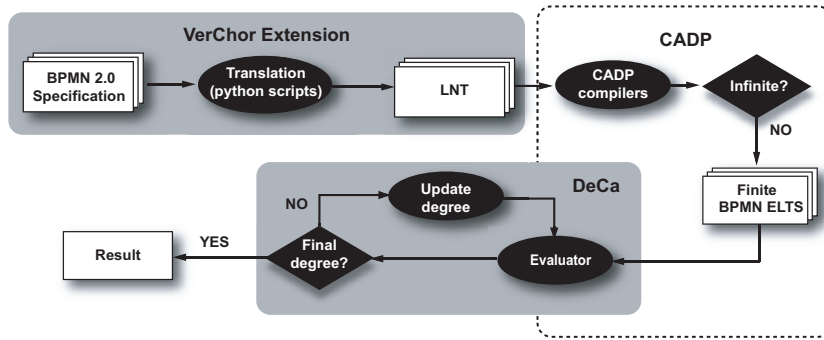 VerChor Extension
BPMN 2.0
Specification
Translation
(python scripts)
LNT
CADP
CADP
compilers
Infinite?
NO
Finite
BPMN ELTS
DeCa
Update
degree
NO
Evaluator
Final
degree?
YES
Result